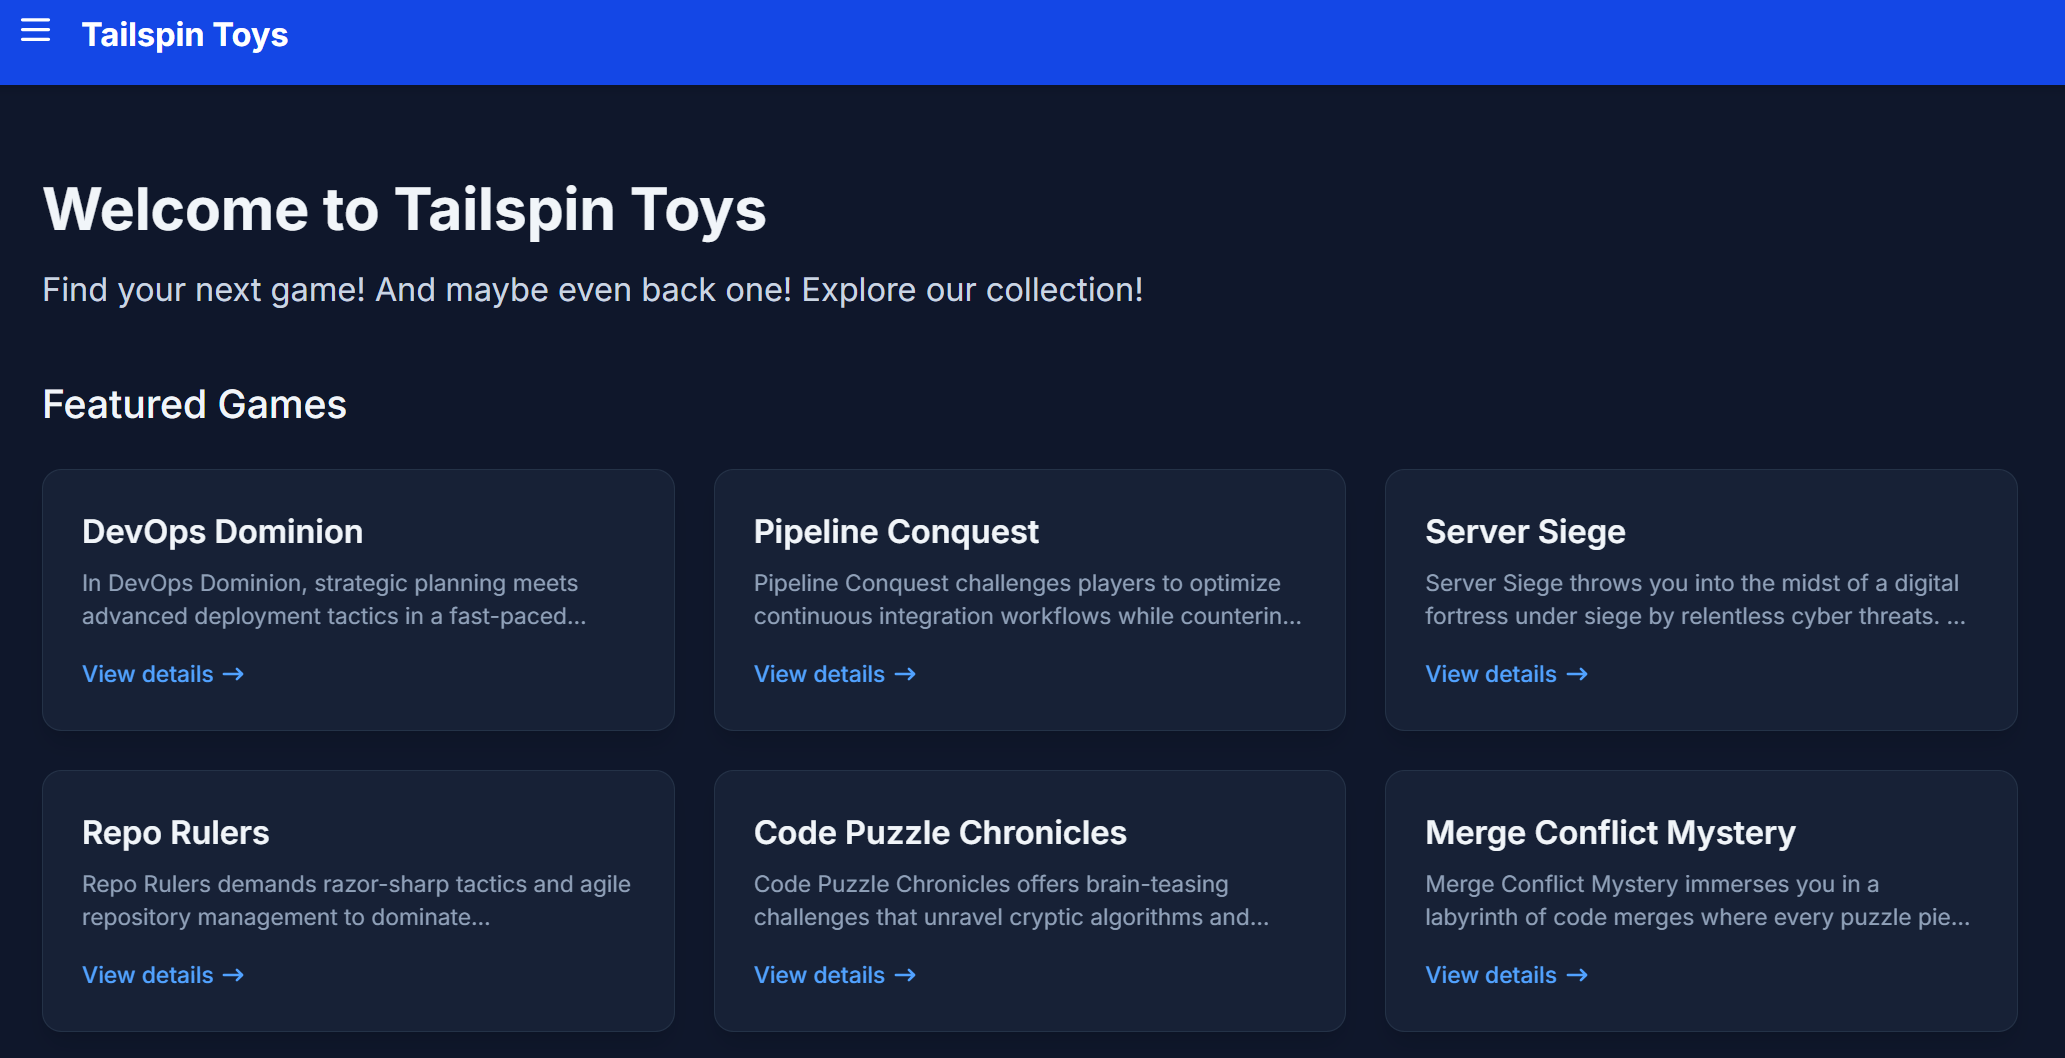 Tailspin Toys
Welcome to Tailspin Toys
Find your next game! And maybe even back one! Explore our collection!
Featured Games
DevOps Dominion
In DevOps Dominion, strategic planning meets
advanced deployment tactics in a fast-paced...
View details →
Pipeline Conquest
Pipeline Conquest challenges players to optimize
continuous integration workflows while counterin...
View details →
Server Siege
Server Siege throws you into the midst of a digital
fortress under siege by relentless cyber threats. ...
View details →
Repo Rulers
Repo Rulers demands razor-sharp tactics and agile
repository management to dominate...
View details →
Code Puzzle Chronicles
Code Puzzle Chronicles offers brain-teasing
challenges that unravel cryptic algorithms and...
View details →
Merge Conflict Mystery
Merge Conflict Mystery immerses you in a
labyrinth of code merges where every puzzle pie...
View details →